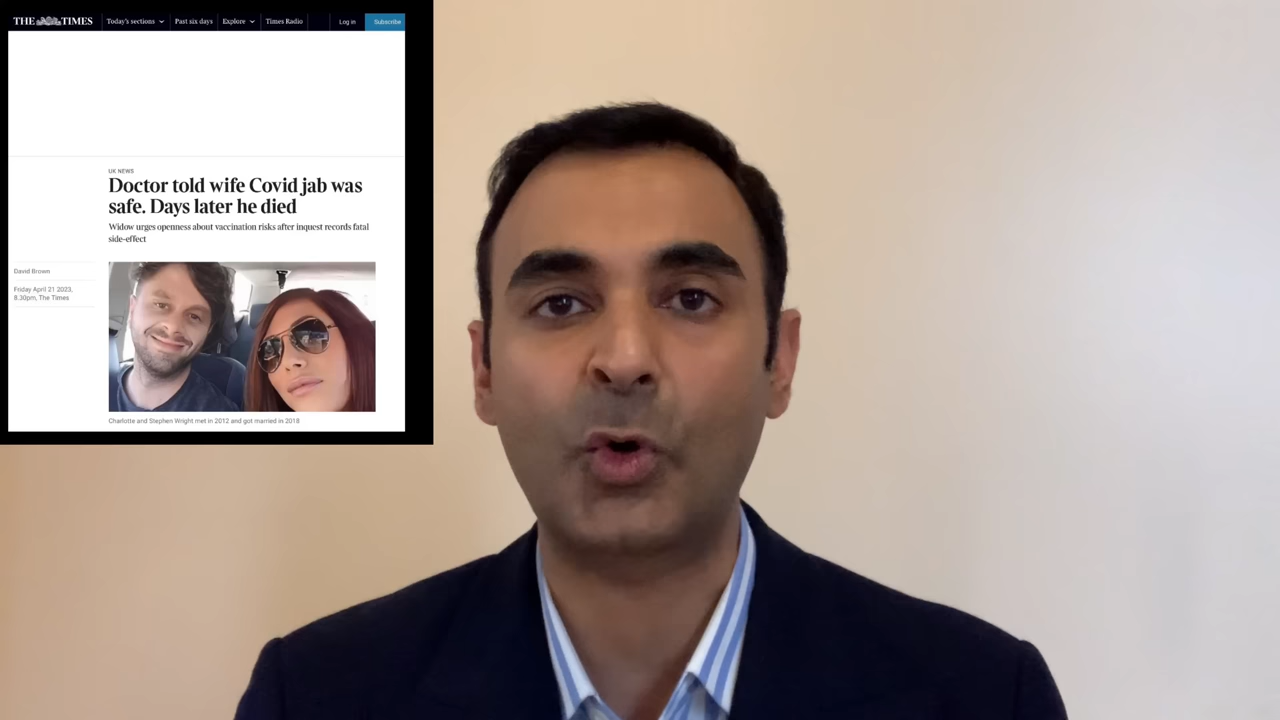 THE TIMES
Today's sections
Past six days
Explore
Times Radio
Log in
Subscribe
UK NEWS
Doctor told wife Covid jab was
safe. Days later he died
Widow urges openness about vaccination risks after inquest records fatal
side-effect
David Brown
Friday April 21 2023,
8.30pm, The Times
Charlotte and Stephen Wright met in 2012 and got married in 2018